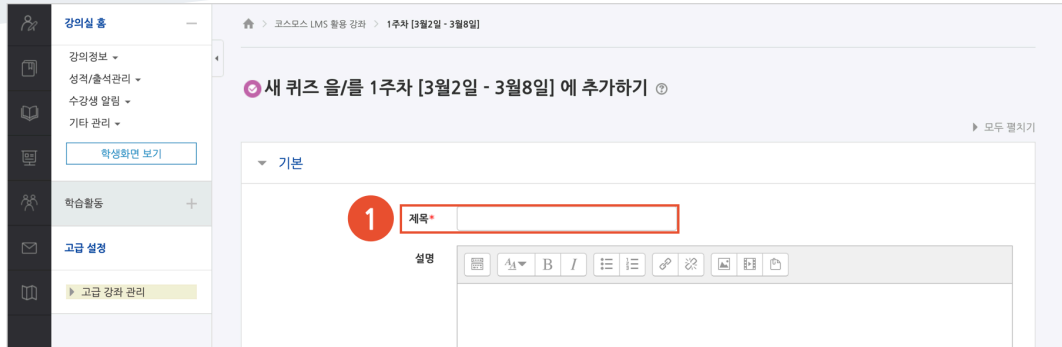 강의실 홈
코스모스 LMS 활용 강좌 > 1주차 [3월2일 - 3월8일]
강의정보
성적/출석관리
수강생 알림
기타 관리
학생화면 보기
학습활동
고급 설정
고급 강좌 관리
새 퀴즈 을/를 1주차 [3월2일 - 3월8일] 에 추가하기 ?
모두 펼치기
기본
1 제목*
설명
B I